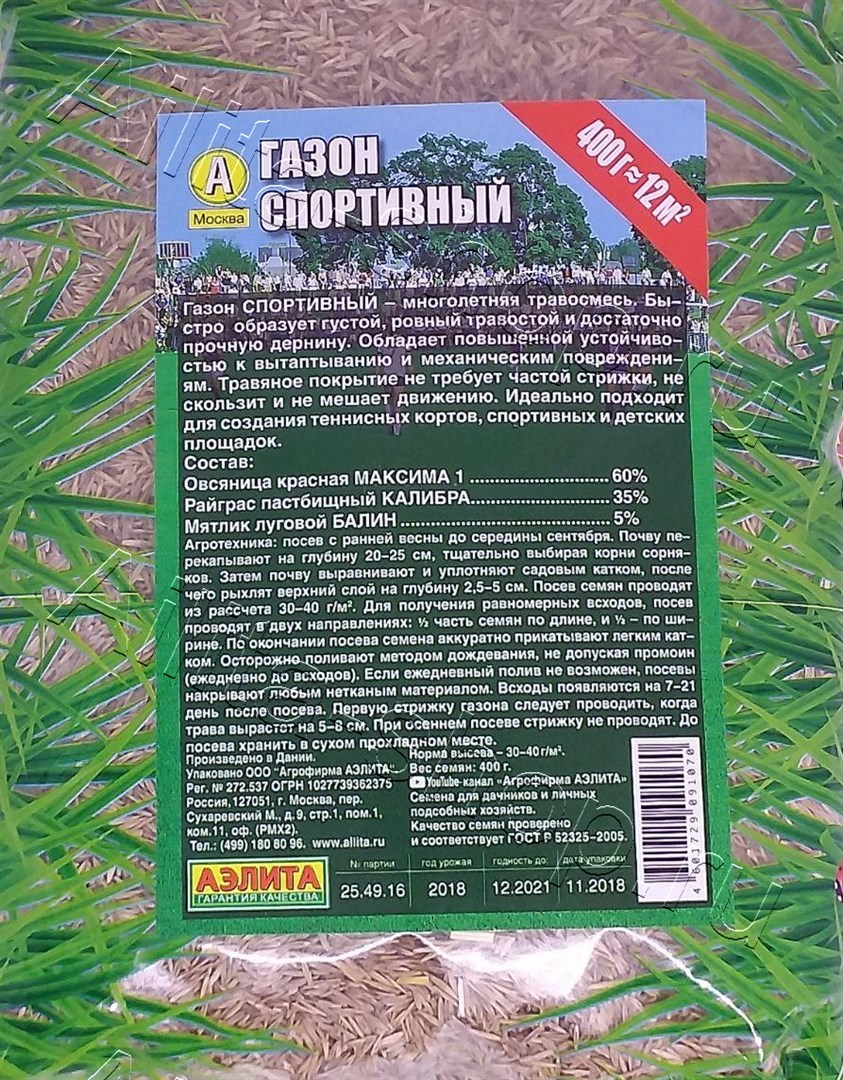 А
Москва
ГАЗОН
СПОРТИВНЫЙ
400 г ≈ 12 м²
Газон СПОРТИВНЫЙ – многолетняя травосмесь. Бы-
стро образует густой, ровный травостой и достаточно
прочную дернину. Обладает повышенной устойчиво-
стью к вытаптыванию и механическим повреждени-
ям. Травяное покрытие не требует частой стрижки, не
скользит и не мешает движению. Идеально подходит
для создания теннисных кортов, спортивных и детских
площадок.
Состав:
Овсяница красная МАКСИМА 1 ............................ 60%
Райграс пастбищный КАЛИБРА............................ 35%
Мятлик луговой БАЛИН ............................................ 5%
Агротехника: посев с ранней весны до середины сентября. Почву пе-
рекапывают на глубину 20–25 см, тщательно выбирая корни сорня-
ков. Затем почву выравнивают и уплотняют садовым катком, после
чего рыхлят верхний слой на глубину 2,5–5 см. Посев семян проводят
из рассчета 30–40 г/м². Для получения равномерных всходов, посев
проводят в двух направлениях: ½ часть семян по длине, и ½ – по ши-
рине. По окончании посева семена аккуратно прикатывают легким кат-
ком. Осторожно поливают методом дождевания, не допуская промоин
(ежедневно до всходов). Если ежедневный полив не возможен, посевы
накрывают любым нетканым материалом. Всходы появляются на 7–21
день после посева. Первую стрижку газона следует проводить, когда
трава вырастет на 5–8 см. При осеннем посеве стрижку не проводят. До
посева хранить в сухом прохладном месте.
Произведено в Дании.
Упаковано ООО "Агрофирма АЭЛИТА"
Рег. № 272.537 ОГРН 1027739362375
Россия,127051, г. Москва, пер.
Сухаревский М., д.9, стр.1, пом.1,
ком.11, оф. (РМХ2)
Тел.: (499) 180 80 96. www.allita.ru
Норма высева – 30–40 г/м².
Вес семян: 400 г.
YouTube-канал «Агрофирма АЭЛИТА»
Семена для дачников и личных
подсобных хозяйств.
Качество семян проверено
и соответствует ГОСТ Р 52325–2005.
4 601729 091070
АЭЛИТА
ГАРАНТИЯ КАЧЕСТВА
№ партии год урожая годность до: дата упаковки
25.49.16 2018 12.2021 11.2018